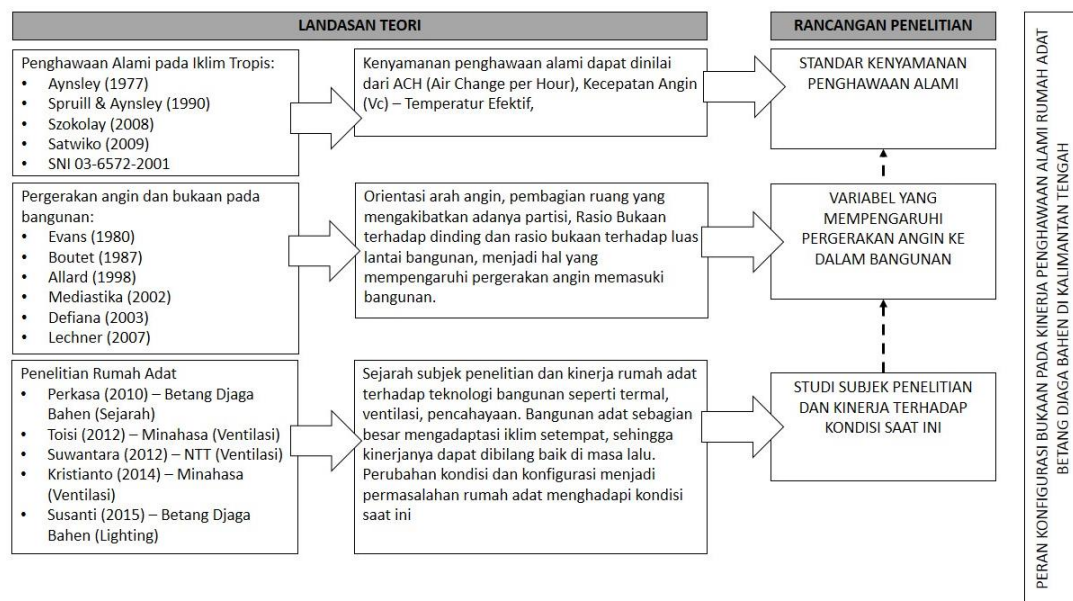 LANDASAN TEORI
RANCANGAN PENELITIAN
Penghawaan Alami pada Iklim Tropis:
• Aynsley (1977)
• Spruill & Aynsley (1990)
• Szokolay (2008)
• Satwiko (2009)
• SNI 03-6572-2001
Kenyamanan penghawaan alami dapat dinilai
dari ACH (Air Change per Hour), Kecepatan Angin
(Vc) – Temperatur Efektif,
STANDAR KENYAMANAN
PENGHAWAAN ALAMI
Pergerakan angin dan bukaan pada
bangunan:
• Evans (1980)
• Boutet (1987)
• Allard (1998)
• Mediastika (2002)
• Defiana (2003)
• Lechner (2007)
Orientasi arah angin, pembagian ruang yang
mengakibatkan adanya partisi, Rasio Bukaan
terhadap dinding dan rasio bukaan terhadap luas
lantai bangunan, menjadi hal yang
mempengaruhi pergerakan angin memasuki
bangunan.
VARIABEL YANG
MEMPENGARUHI
PERGERAKAN ANGIN KE
DALAM BANGUNAN
Penelitian Rumah Adat
• Perkasa (2010) – Betang Djaga
Bahen (Sejarah)
• Toisi (2012) – Minahasa (Ventilasi)
• Suwantara (2012) – NTT (Ventilasi)
• Kristianto (2014) – Minahasa
(Ventilasi)
• Susanti (2015) – Betang Djaga
Bahen (Lighting)
Sejarah subjek penelitian dan kinerja rumah adat
terhadap teknologi bangunan seperti termal,
ventilasi, pencahayaan. Bangunan adat sebagian
besar mengadaptasi iklim setempat, sehingga
kinerjanya dapat dibilang baik di masa lalu.
Perubahan kondisi dan konfigurasi menjadi
permasalahan rumah adat menghadapi kondisi
saat ini
STUDI SUBJEK PENELITIAN
DAN KINERJA TERHADAP
KONDISI SAAT INI
PERAN KONFIGURASI BUKAAN PADA KINERJA PENGHAWAAN ALAMI RUMAH ADAT
BETANG DJAGA BAHEN DI KALIMANTAN TENGAH